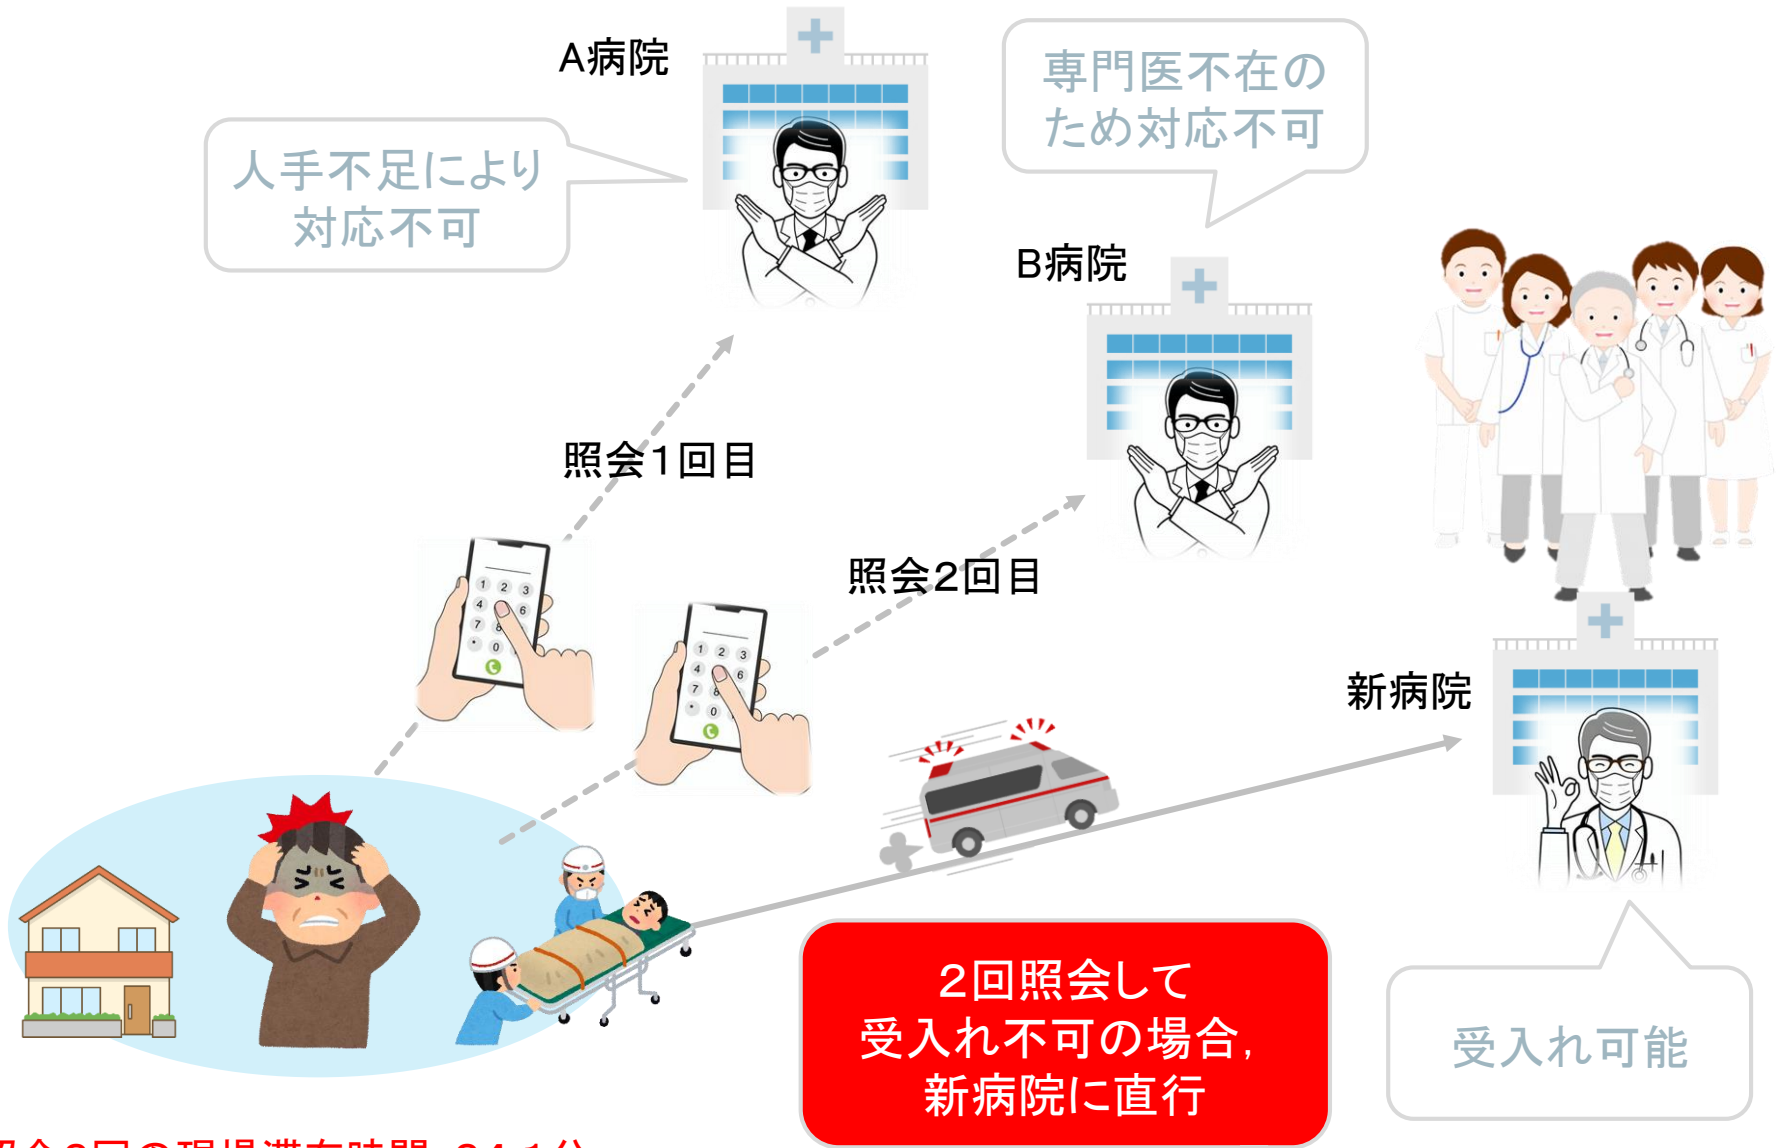 A病院
専門医不在の
ため対応不可
人手不足により
対応不可
B病院
照会1回目
照会2回目
新病院
2回照会して
受入れ不可の場合,
新病院に直行
受入れ可能